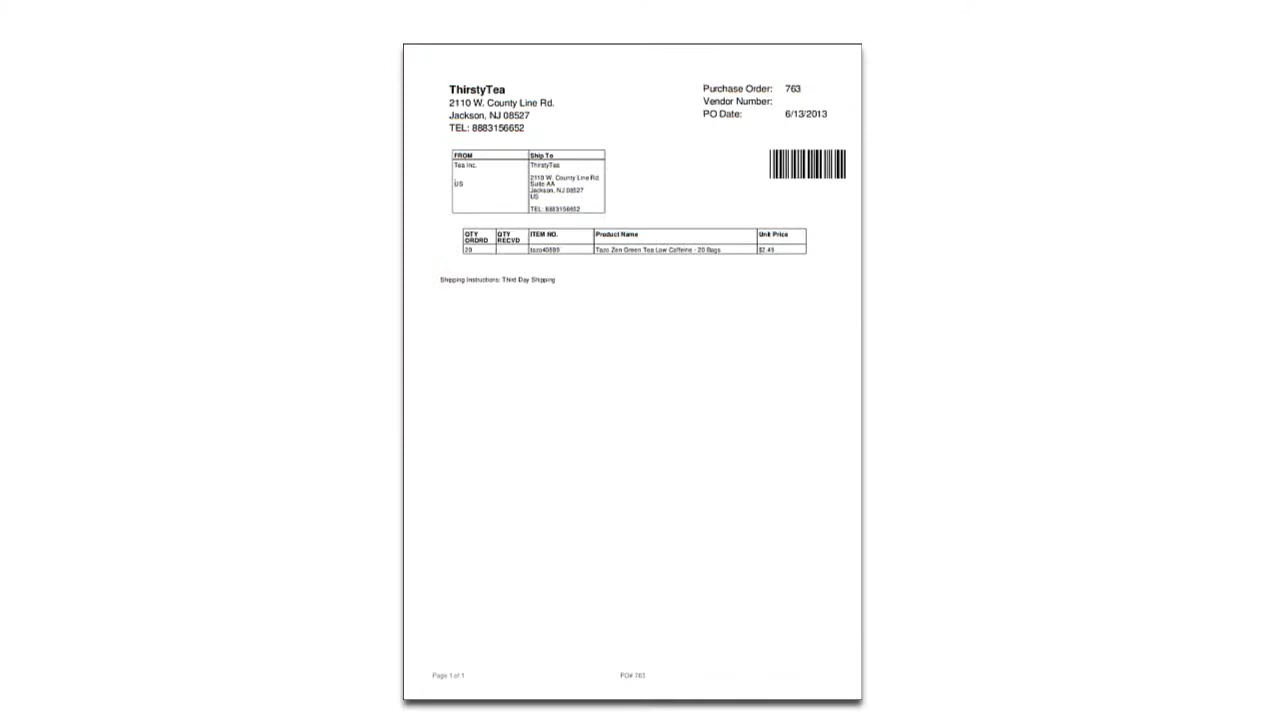 ThirstyTea
2110 W. County Line Rd.
Jackson, NJ 08527
TEL: 8883156652
Purchase Order: 763
Vendor Number:
PO Date: 6/13/2013
FROM Ship To
Tea Inc. ThirstyTea
2110 W. County Line Rd
US Suite AA
Jackson, NJ 08527
US
TEL: 8883156652
QTY ORDRD QTY RECVD ITEM NO. Product Name Unit Price
20 Tazo Zen Green Tea Low Caffeine - 20 Bags $2.49
Shipping Instructions: Third Day Shipping
Page 1 of 1 PO# 763